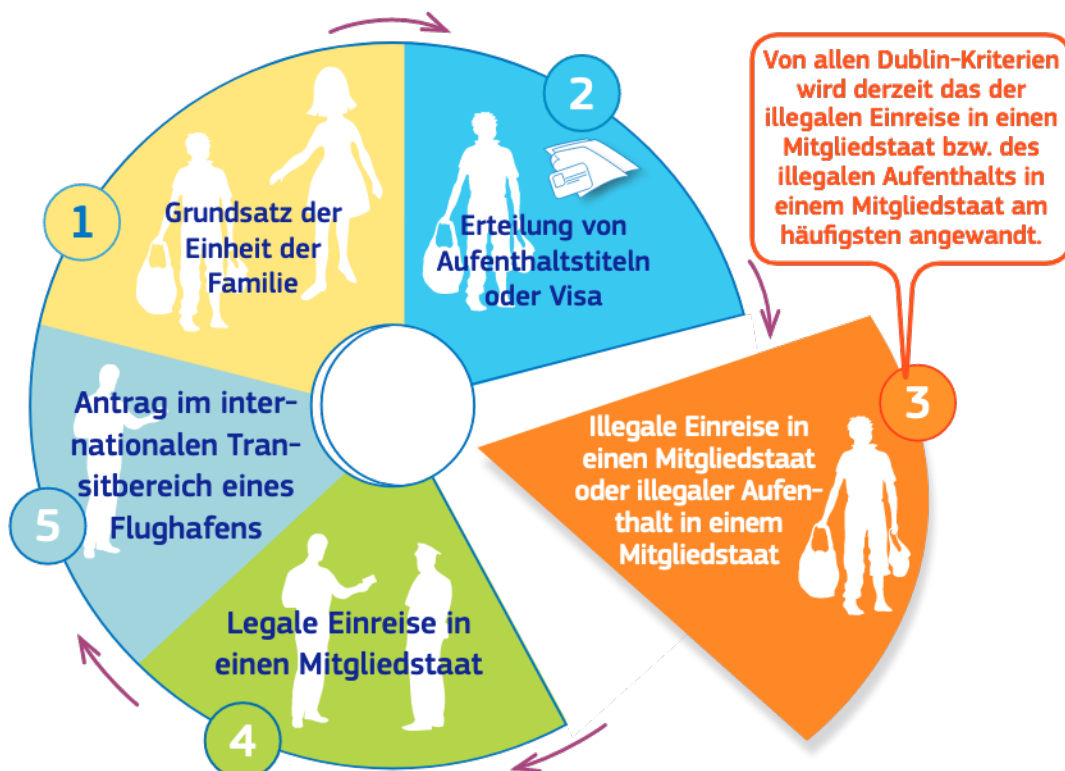 1
Grundsatz der
Einheit der
Familie
2
Erteilung von
Aufenthaltstiteln
oder Visa
Von allen Dublin-Kriterien
wird derzeit das der
illegalen Einreise in einen
Mitgliedstaat bzw. des
illegalen Aufenthalts in
einem Mitgliedstaat am
häufigsten angewandt.
3
Illegale Einreise in
einen Mitgliedstaat
oder illegaler Aufen-
thalt in einem
Mitgliedstaat
4
Legale Einreise in
einen Mitgliedstaat
5
Antrag im inter-
nationalen Tran-
sitbereich eines
Flughafens